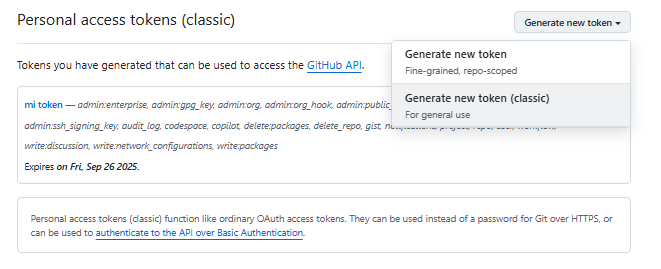 Personal access tokens (classic)
Generate new token
Generate new token
Fine-grained, repo-scoped
Generate new token (classic)
For general use
Tokens you have generated that can be used to access the GitHub API.
mi token — admin:enterprise, admin:gpg_key, admin:org, admin:org_hook, admin:public_
admin:ssh_signing_key, audit_log, codespace, copilot, delete:packages, delete_repo, gist,
write:discussion, write:network_configurations, write:packages
Expires on Fri, Sep 26 2025.
Personal access tokens (classic) function like ordinary OAuth access tokens. They can be used instead of a password for Git over HTTPS, or
can be used to authenticate to the API over Basic Authentication.